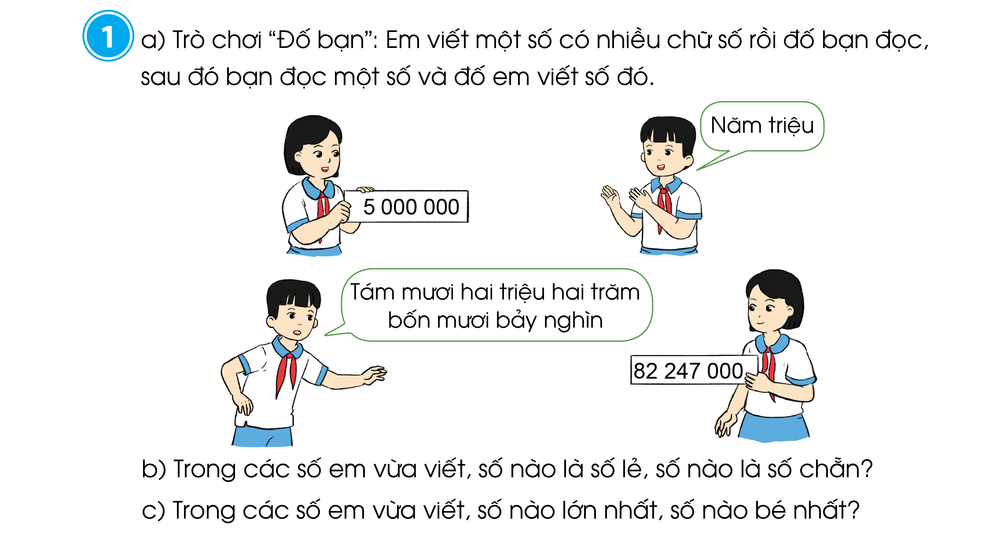 1
a) Trò chơi “Đố bạn”: Em viết một số có nhiều chữ số rồi đố bạn đọc,
sau đó bạn đọc một số và đố em viết số đó.
Năm triệu
5 000 000
Tám mươi hai triệu hai trăm
bốn mươi bảy nghìn
82 247 000
b) Trong các số em vừa viết, số nào là số lẻ, số nào là số chẵn?
c) Trong các số em vừa viết, số nào lớn nhất, số nào bé nhất?